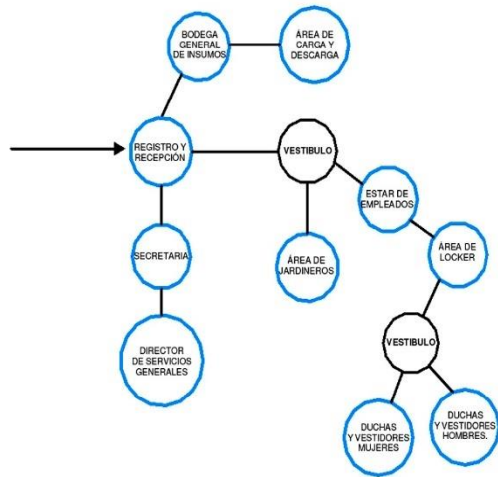 BODEGA
GENERAL
DE INSUMOS
ÁREA DE
CARGA Y
DESCARGA
REGISTRO Y
RECEPCIÓN
VESTIBULO
ESTAR DE
EMPLEADOS
SECRETARIA
ÁREA DE
JARDINEROS
ÁREA DE
LOCKER
DIRECTOR
DE SERVICIOS
GENERALES
VESTIBULO
DUCHAS
Y VESTIDORES
MUJERES
DUCHAS
Y VESTIDORES
HOMBRES.